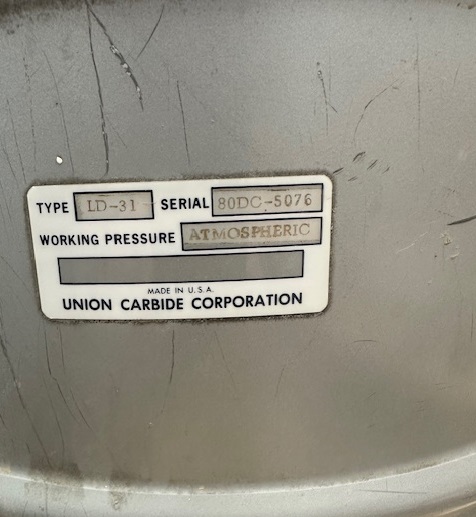 TYPE LD-31 SERIAL 80DC-5076
WORKING PRESSURE ATMOSPHERIC
MADE IN U.S.A.
UNION CARBIDE CORPORATION